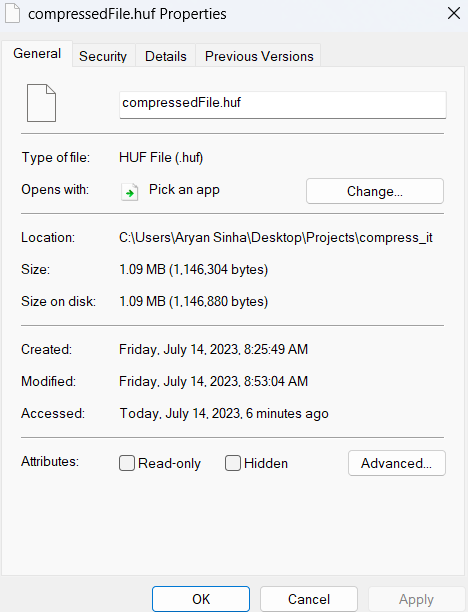 compressedFile.huf Properties
General Security Details Previous Versions
compressedFile.huf
Type of file: HUF File (.huf)
Opens with: Pick an app Change...
Location: C:\Users\Aryan Sinha\Desktop\Projects\compress_it
Size: 1.09 MB (1,146,304 bytes)
Size on disk: 1.09 MB (1,146,880 bytes)
Created: Friday, July 14, 2023, 8:25:49 AM
Modified: Friday, July 14, 2023, 8:53:04 AM
Accessed: Today, July 14, 2023, 6 minutes ago
Attributes: Read-only Hidden Advanced...
OK Cancel Apply